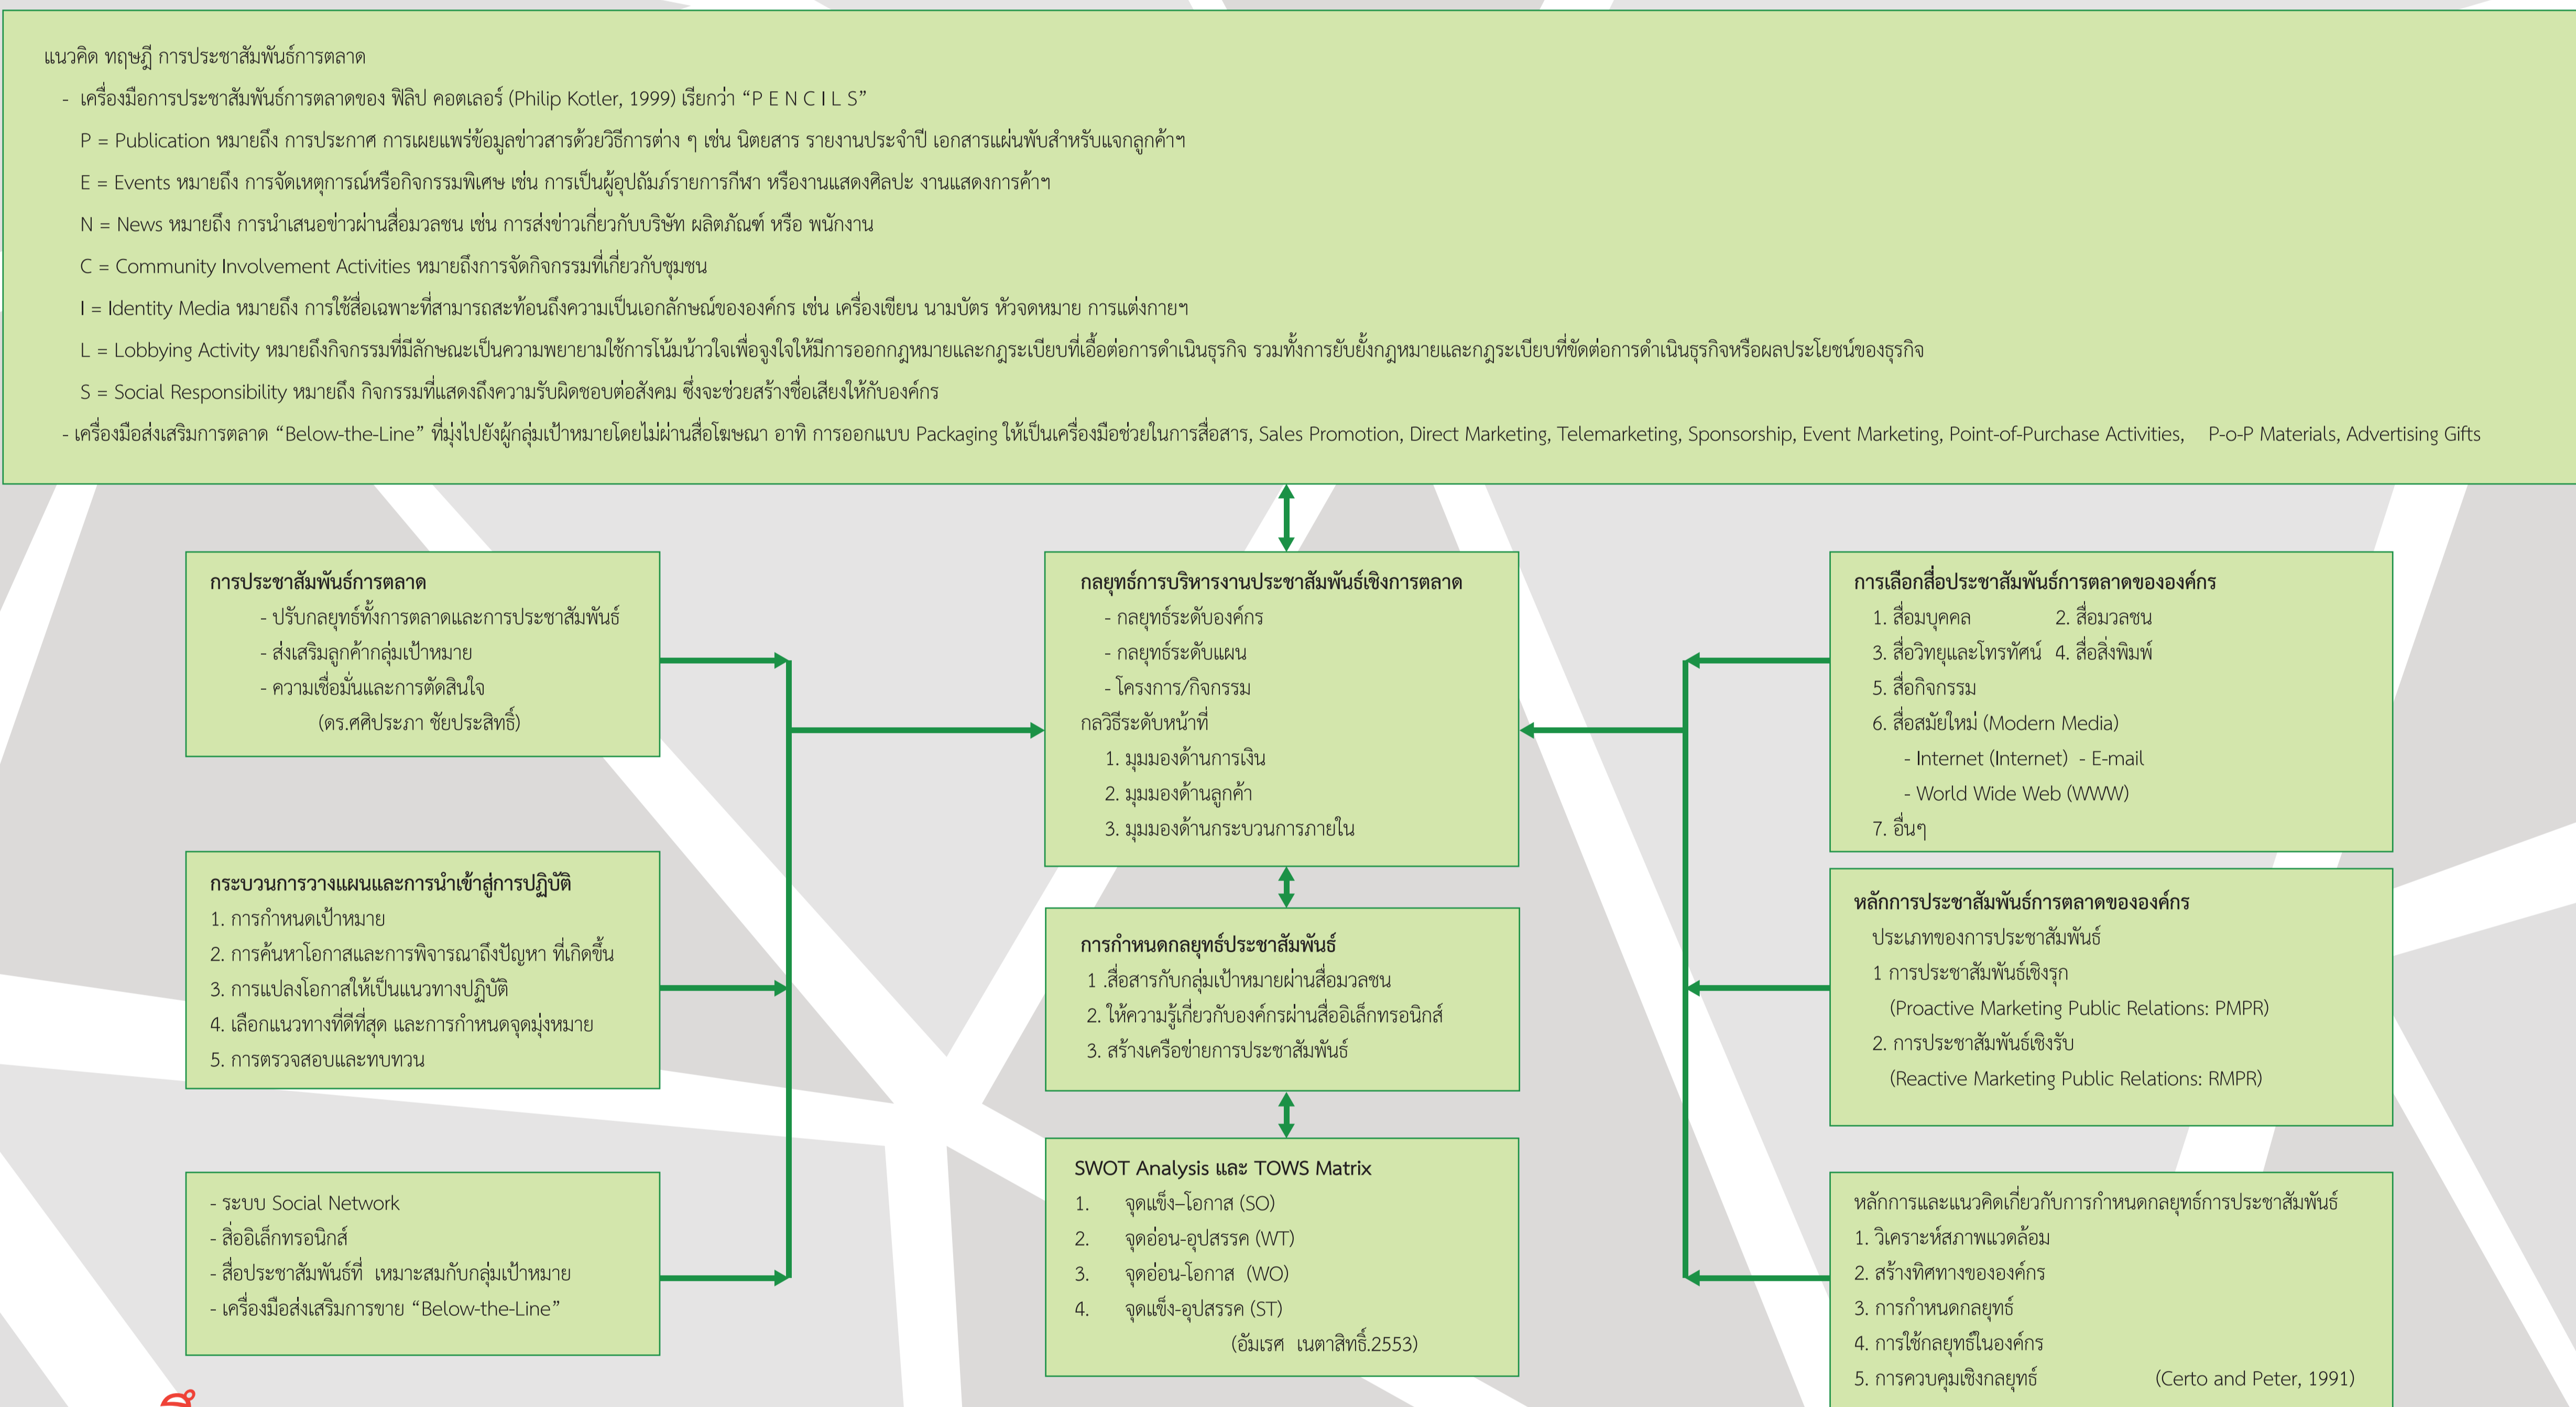 แนวคิด ทฤษฎี การประชาสัมพันธ์การตลาด
- เครื่องมือการประชาสัมพันธ์การตลาดของ ฟิลิป คอตเลอร์ (Philip Kotler, 1999) เรียกว่า “P E N C I L S”
P = Publication หมายถึง การประกาศ การเผยแพร่ข้อมูลข่าวสารด้วยวิธีการต่าง ๆ เช่น นิตยสาร รายงานประจำปี เอกสารแผ่นพับสำหรับแจกลูกค้าฯ
E = Events หมายถึง การจัดเหตุการณ์หรือกิจกรรมพิเศษ เช่น การเป็นผู้อุปถัมภ์รายการกีฬา หรืองานแสดงศิลปะ งานแสดงการค้าฯ
N = News หมายถึง การนำเสนอข่าวผ่านสื่อมวลชน เช่น การส่งข่าวเกี่ยวกับบริษัท ผลิตภัณฑ์ หรือ พนักงาน
C = Community Involvement Activities หมายถึงการจัดกิจกรรมที่เกี่ยวกับชุมชน
I = Identity Media หมายถึง การใช้สื่อเฉพาะที่สามารถสะท้อนถึงความเป็นเอกลักษณ์ขององค์กร เช่น เครื่องเขียน นามบัตร หัวจดหมาย การแต่งกายฯ
L = Lobbying Activity หมายถึงกิจกรรมที่มีลักษณะเป็นความพยายามใช้การโน้มน้าวใจเพื่อจูงใจให้มีการออกกฎหมายและกฎระเบียบที่เอื้อต่อการดำเนินธุรกิจ รวมทั้งการยับยั้งกฎหมายและกฎระเบียบที่ขัดต่อการดำเนินธุรกิจหรือผลประโยชน์ของธุรกิจ
S = Social Responsibility หมายถึง กิจกรรมที่แสดงถึงความรับผิดชอบต่อสังคม ซึ่งจะช่วยสร้างชื่อเสียงให้กับองค์กร
- เครื่องมือส่งเสริมการตลาด “Below-the-Line” ที่มุ่งไปยังผู้กลุ่มเป้าหมายโดยไม่ผ่านสื่อโฆษณา อาทิ การออกแบบ Packaging ให้เป็นเครื่องมือช่วยในการสื่อสาร, Sales Promotion, Direct Marketing, Telemarketing, Sponsorship, Event Marketing, Point-of-Purchase Activities, P-o-P Materials, Advertising Gifts
การประชาสัมพันธ์การตลาด
- ปรับกลยุทธ์ทั้งการตลาดและการประชาสัมพันธ์
- ส่งเสริมลูกค้ากลุ่มเป้าหมาย
- ความเชื่อมั่นและการตัดสินใจ
(ดร.ศศิประภา ชัยประสิทธิ์)
กระบวนการวางแผนและการนำเข้าสู่การปฏิบัติ
1. การกำหนดเป้าหมาย
2. การค้นหาโอกาสและการพิจารณาถึงปัญหา ที่เกิดขึ้น
3. การแปลงโอกาสให้เป็นแนวทางปฏิบัติ
4. เลือกแนวทางที่ดีที่สุด และการกำหนดจุดมุ่งหมาย
5. การตรวจสอบและทบทวน
- ระบบ Social Network
- สื่ออิเล็กทรอนิกส์
- สื่อประชาสัมพันธ์ที่ เหมาะสมกับกลุ่มเป้าหมาย
- เครื่องมือส่งเสริมการขาย “Below-the-Line”
กลยุทธ์การบริหารงานประชาสัมพันธ์เชิงการตลาด
- กลยุทธ์ระดับองค์กร
- กลยุทธ์ระดับแผน
- โครงการ/กิจกรรม
กลวิธีระดับหน้าที่
1. มุมมองด้านการเงิน
2. มุมมองด้านลูกค้า
3. มุมมองด้านกระบวนการภายใน
การกำหนดกลยุทธ์ประชาสัมพันธ์
1 .สื่อสารกับกลุ่มเป้าหมายผ่านสื่อมวลชน
2. ให้ความรู้เกี่ยวกับองค์กรผ่านสื่ออิเล็กทรอนิกส์
3. สร้างเครือข่ายการประชาสัมพันธ์
SWOT Analysis และ TOWS Matrix
1. จุดแข็ง–โอกาส (SO)
2. จุดอ่อน-อุปสรรค (WT)
3. จุดอ่อน-โอกาส (WO)
4. จุดแข็ง-อุปสรรค (ST)
(อัมเรศ เนตาสิทธิ์.2553)
การเลือกสื่อประชาสัมพันธ์การตลาดขององค์กร
1. สื่อมบุคคล 2. สื่อมวลชน
3. สื่อวิทยุและโทรทัศน์ 4. สื่อสิ่งพิมพ์
5. สื่อกิจกรรม
6. สื่อสมัยใหม่ (Modern Media)
- Internet (Internet) - E-mail
- World Wide Web (WWW)
7. อื่นๆ
หลักการประชาสัมพันธ์การตลาดขององค์กร
ประเภทของการประชาสัมพันธ์
1 การประชาสัมพันธ์เชิงรุก
(Proactive Marketing Public Relations: PMPR)
2. การประชาสัมพันธ์เชิงรับ
(Reactive Marketing Public Relations: RMPR)
หลักการและแนวคิดเกี่ยวกับการกำหนดกลยุทธ์การประชาสัมพันธ์
1. วิเคราะห์สภาพแวดล้อม
2. สร้างทิศทางขององค์กร
3. การกำหนดกลยุทธ์
4. การใช้กลยุทธ์ในองค์กร
5. การควบคุมเชิงกลยุทธ์ (Certo and Peter, 1991)